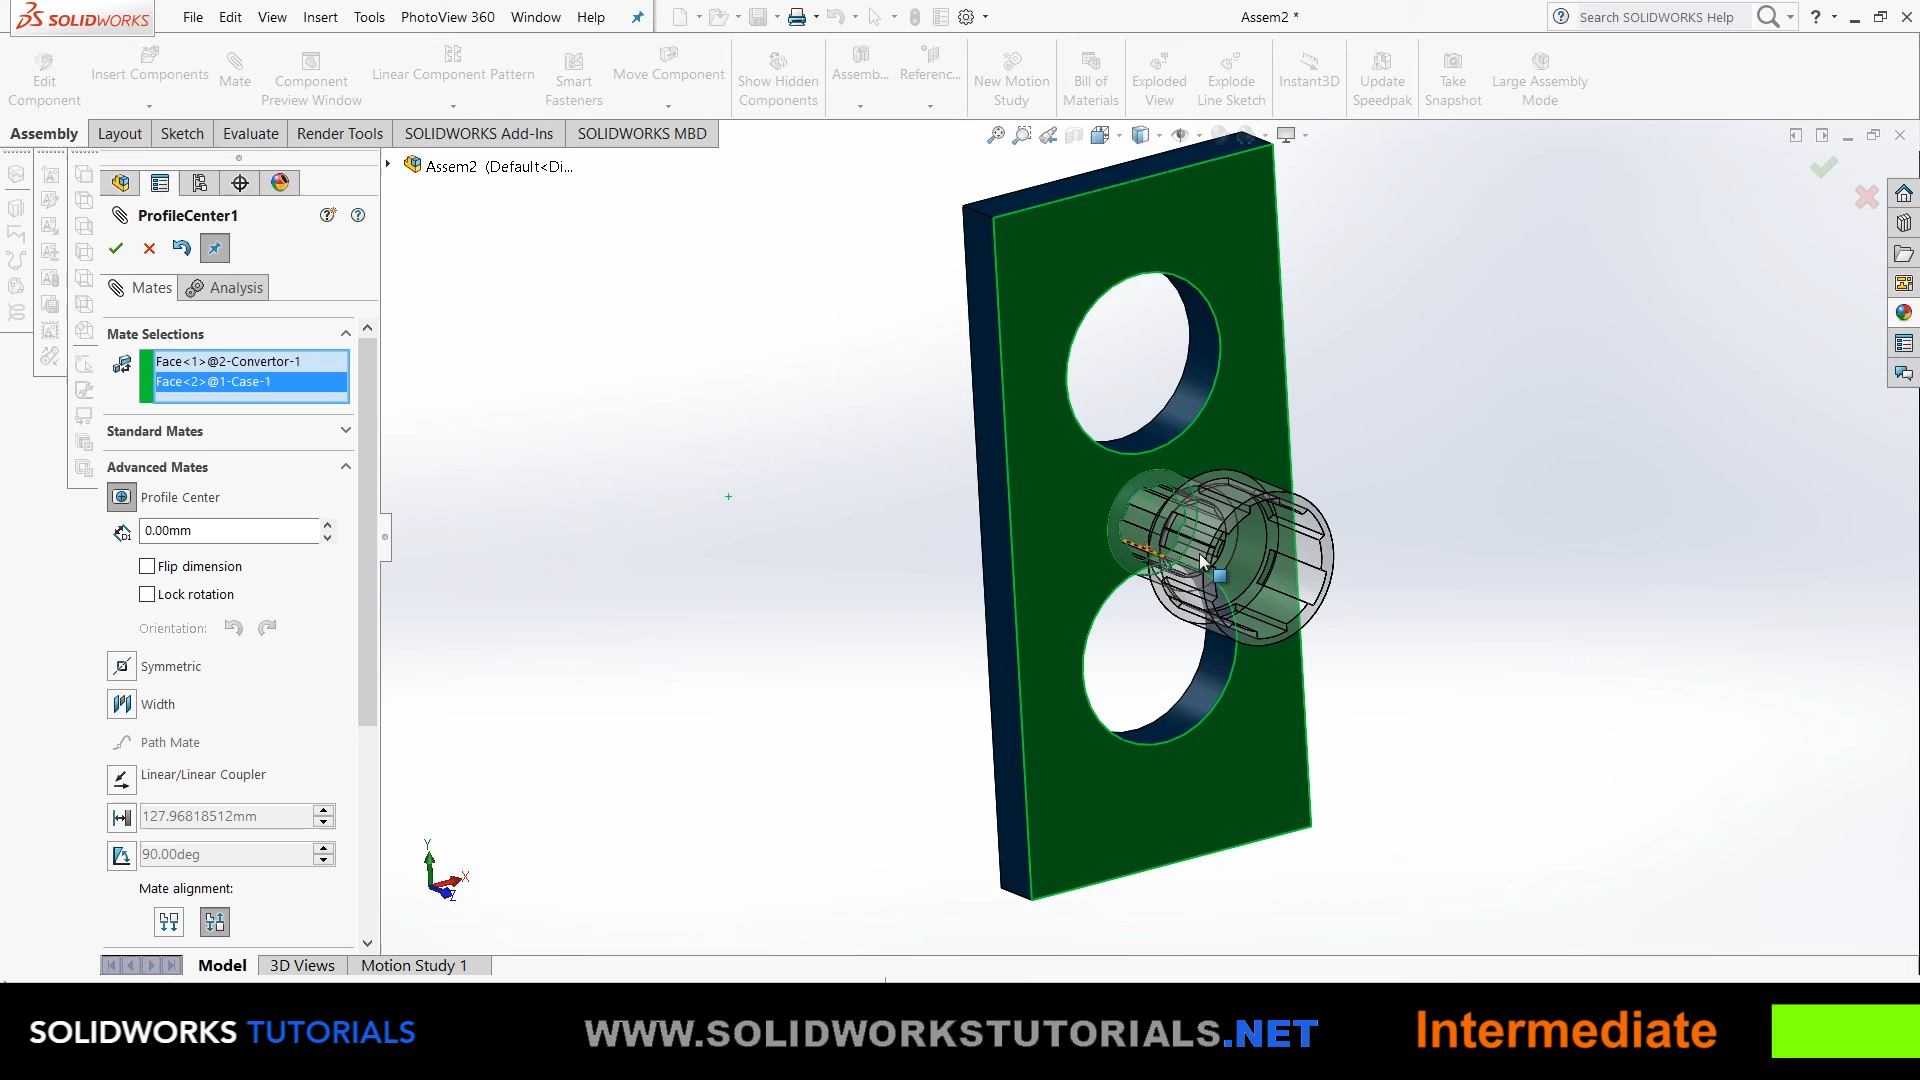 SOLIDWORKS File Edit View Insert Tools PhotoView 360 Window Help Assem2 * Search SOLIDWORKS Help ?
Edit Component
Insert Components
Mate
Component Preview Window
Linear Component Pattern
Smart Fasteners
Move Component
Show Hidden Components
Assemb...
Referenc...
New Motion Study
Bill of Materials
Exploded View
Explode Line Sketch
Instant3D
Update Speedpak
Take Snapshot
Large Assembly Mode
Assembly Layout Sketch Evaluate Render Tools SOLIDWORKS Add-Ins SOLIDWORKS MBD
Assem2 (Default<Di...
ProfileCenter1
Mates Analysis
Mate Selections
Face<1>@2-Convertor-1
Face<2>@1-Case-1
Standard Mates
Advanced Mates
Profile Center
0.00mm
Flip dimension
Lock rotation
Orientation:
Symmetric
Width
Path Mate
Linear/Linear Coupler
127.96818512mm
90.00deg
Mate alignment:
Y
X
Z
Model 3D Views Motion Study 1
SOLIDWORKS TUTORIALS WWW.SOLIDWORKSTUTORIALS.NET Intermediate